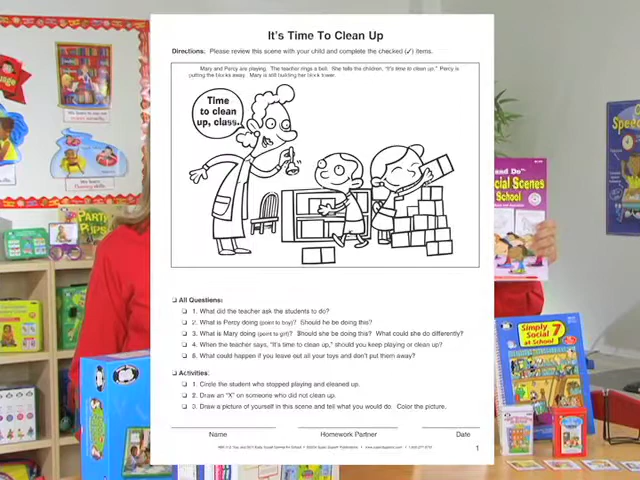 It's Time To Clean Up
Directions: Please review this scene with your child and complete the checked (✓) items.
Mary and Percy are playing. The teacher rings a bell. She tells the children, "It's time to clean up." Percy is
putting the blocks away. Mary is still building her block tower.
Time
to clean
up, class.
❑ All Questions:
❑ 1. What did the teacher ask the students to do?
❑ 2. What is Percy doing (point to boy)? Should he be doing this?
❑ 3. What is Mary doing (point to girl)? Should she be doing this? What could she do differently?
❑ 4. When the teacher says, "It's time to clean up," should you keep playing or clean up?
❑ 5. What could happen if you leave out all your toys and don't put them away?
❑ Activities:
❑ 1. Circle the student who stopped playing and cleaned up.
❑ 2. Draw an "X" on someone who did not clean up.
❑ 3. Draw a picture of yourself in this scene and tell what you would do. Color the picture.
Name
Homework Partner
Date
1
and Do
cial Scenes
School
Simply 7
Social
at School
PARTY